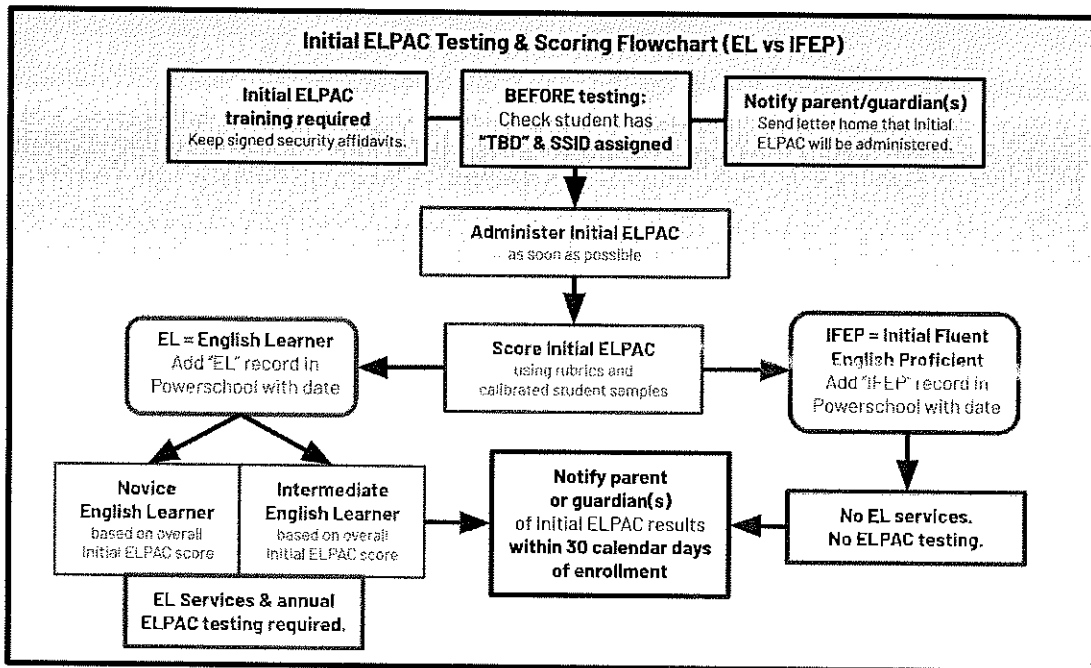 Initial ELPAC Testing & Scoring Flowchart (EL vs IFEP)
Initial ELPAC
training required
Keep signed security affidavits.
BEFORE testing:
Check student has
"TBD" & SSID assigned
Notify parent/guardian(s)
Send letter home that Initial
ELPAC will be administered.
Administer Initial ELPAC
as soon as possible
EL = English Learner
Add "EL" record in
Powerschool with date
Score Initial ELPAC
using rubrics and
calibrated student samples
IFEP = Initial Fluent
English Proficient
Add "IFEP" record in
Powerschool with date
Novice
English Learner
based on overall
Initial ELPAC score
Intermediate
English Learner
based on overall
Initial ELPAC score
Notify parent
or guardian(s)
of Initial ELPAC results
within 30 calendar days
of enrollment
No EL services.
No ELPAC testing.
EL Services & annual
ELPAC testing required.